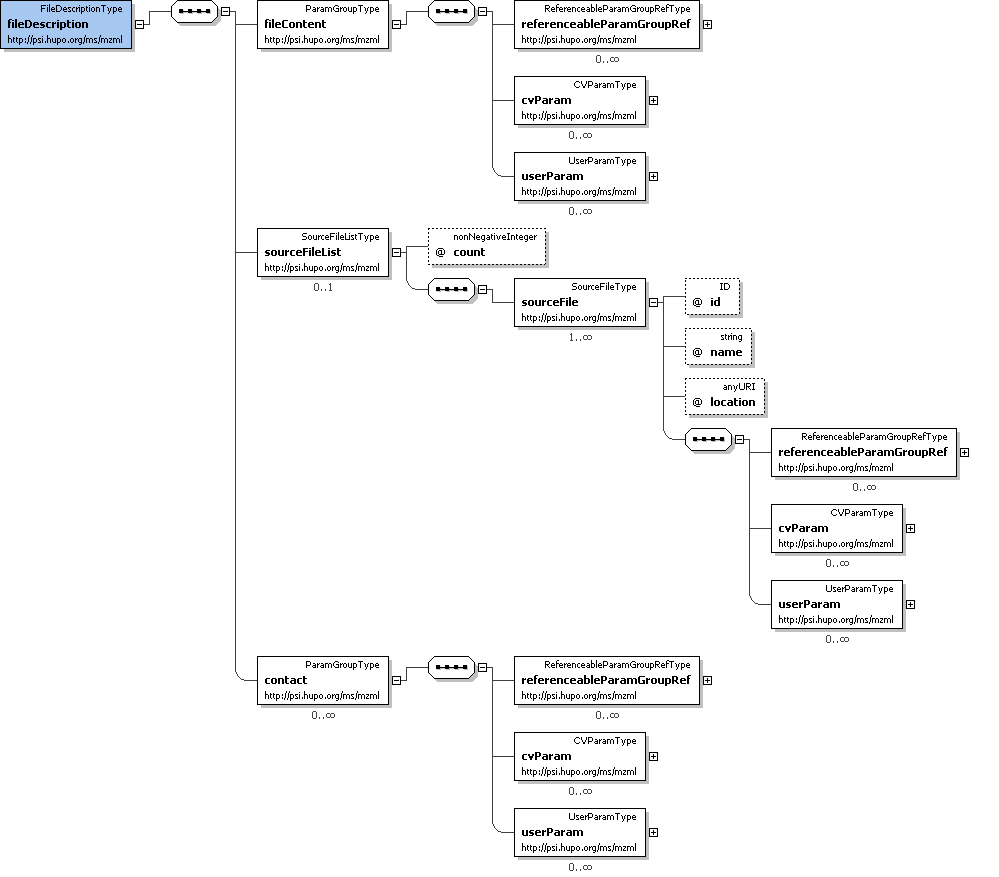 FileDescriptionType
fileDescription
http://psi.hupo.org/ms/mzml
ParamGroupType
fileContent
http://psi.hupo.org/ms/mzml
ReferenceableParamGroupRefType
referenceableParamGroupRef
http://psi.hupo.org/ms/mzml
0..∞
CVParamType
cvParam
http://psi.hupo.org/ms/mzml
0..∞
UserParamType
userParam
http://psi.hupo.org/ms/mzml
0..∞
SourceFileListType
sourceFileList
http://psi.hupo.org/ms/mzml
0..1
nonNegativeInteger
@ count
SourceFileType
sourceFile
http://psi.hupo.org/ms/mzml
1..∞
ID
@ id
string
@ name
anyURI
@ location
ReferenceableParamGroupRefType
referenceableParamGroupRef
http://psi.hupo.org/ms/mzml
0..∞
CVParamType
cvParam
http://psi.hupo.org/ms/mzml
0..∞
UserParamType
userParam
http://psi.hupo.org/ms/mzml
0..∞
ParamGroupType
contact
http://psi.hupo.org/ms/mzml
0..∞
ReferenceableParamGroupRefType
referenceableParamGroupRef
http://psi.hupo.org/ms/mzml
0..∞
CVParamType
cvParam
http://psi.hupo.org/ms/mzml
0..∞
UserParamType
userParam
http://psi.hupo.org/ms/mzml
0..∞